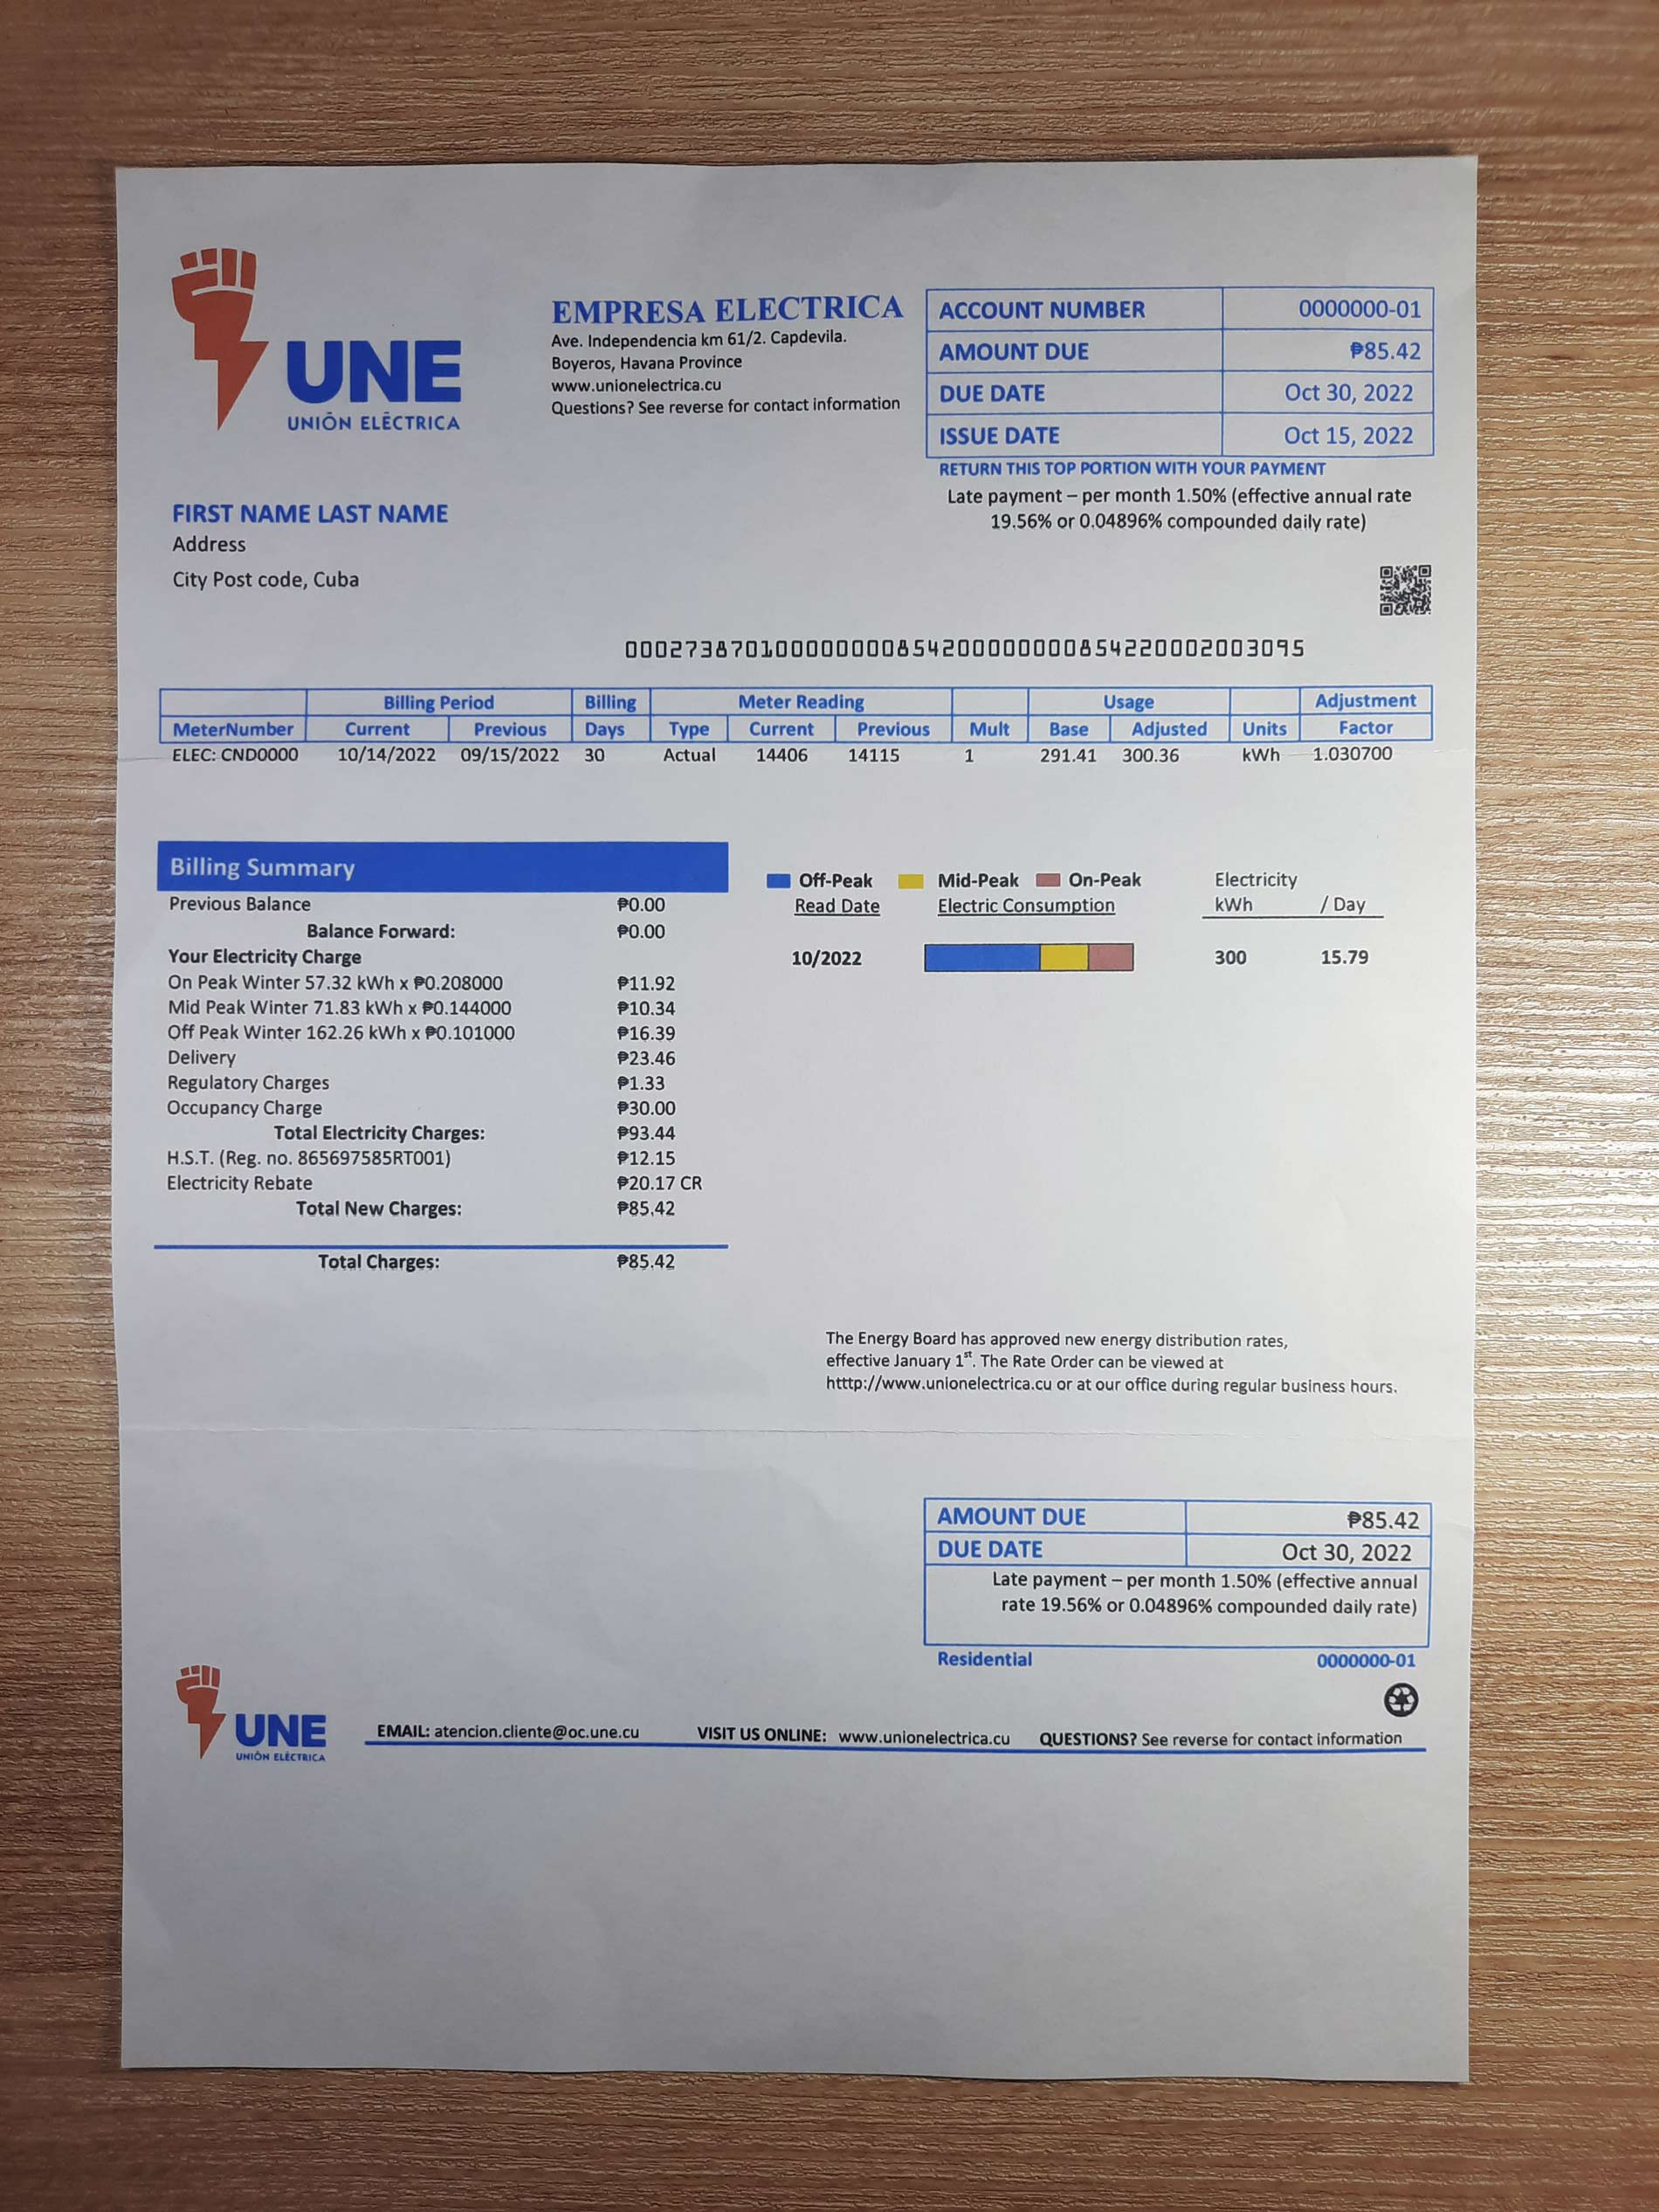 UNE
UNIÓN ELÉCTRICA
EMPRESA ELECTRICA
Ave. Independencia km 61/2. Capdevila.
Boyeros, Havana Province
www.unionelectrica.cu
Questions? See reverse for contact information
ACCOUNT NUMBER 0000000-01
AMOUNT DUE ₱85.42
DUE DATE Oct 30, 2022
ISSUE DATE Oct 15, 2022
RETURN THIS TOP PORTION WITH YOUR PAYMENT
Late payment – per month 1.50% (effective annual rate
19.56% or 0.04896% compounded daily rate)
FIRST NAME LAST NAME
Address
City Post code, Cuba
00027387010000000008542000000000854220002003095
Billing Period Billing Meter Reading Usage Adjustment
MeterNumber Current Previous Days Type Current Previous Mult Base Adjusted Units Factor
ELEC: CND0000 10/14/2022 09/15/2022 30 Actual 14406 14115 1 291.41 300.36 kWh 1.030700
Billing Summary
Previous Balance ₱0.00
Balance Forward: ₱0.00
Your Electricity Charge
On Peak Winter 57.32 kWh x ₱0.208000 ₱11.92
Mid Peak Winter 71.83 kWh x ₱0.144000 ₱10.34
Off Peak Winter 162.26 kWh x ₱0.101000 ₱16.39
Delivery ₱23.46
Regulatory Charges ₱1.33
Occupancy Charge ₱30.00
Total Electricity Charges: ₱93.44
H.S.T. (Reg. no. 865697585RT001) ₱12.15
Electricity Rebate ₱20.17 CR
Total New Charges: ₱85.42
Total Charges: ₱85.42
Off-Peak Mid-Peak On-Peak Electricity
Read Date Electric Consumption kWh / Day
10/2022 300 15.79
The Energy Board has approved new energy distribution rates,
effective January 1st. The Rate Order can be viewed at
htttp://www.unionelectrica.cu or at our office during regular business hours.
AMOUNT DUE ₱85.42
DUE DATE Oct 30, 2022
Late payment – per month 1.50% (effective annual
rate 19.56% or 0.04896% compounded daily rate)
Residential 0000000-01
UNE
UNIÓN ELÉCTRICA
EMAIL: atencion.cliente@oc.une.cu VISIT US ONLINE: www.unionelectrica.cu QUESTIONS? See reverse for contact information